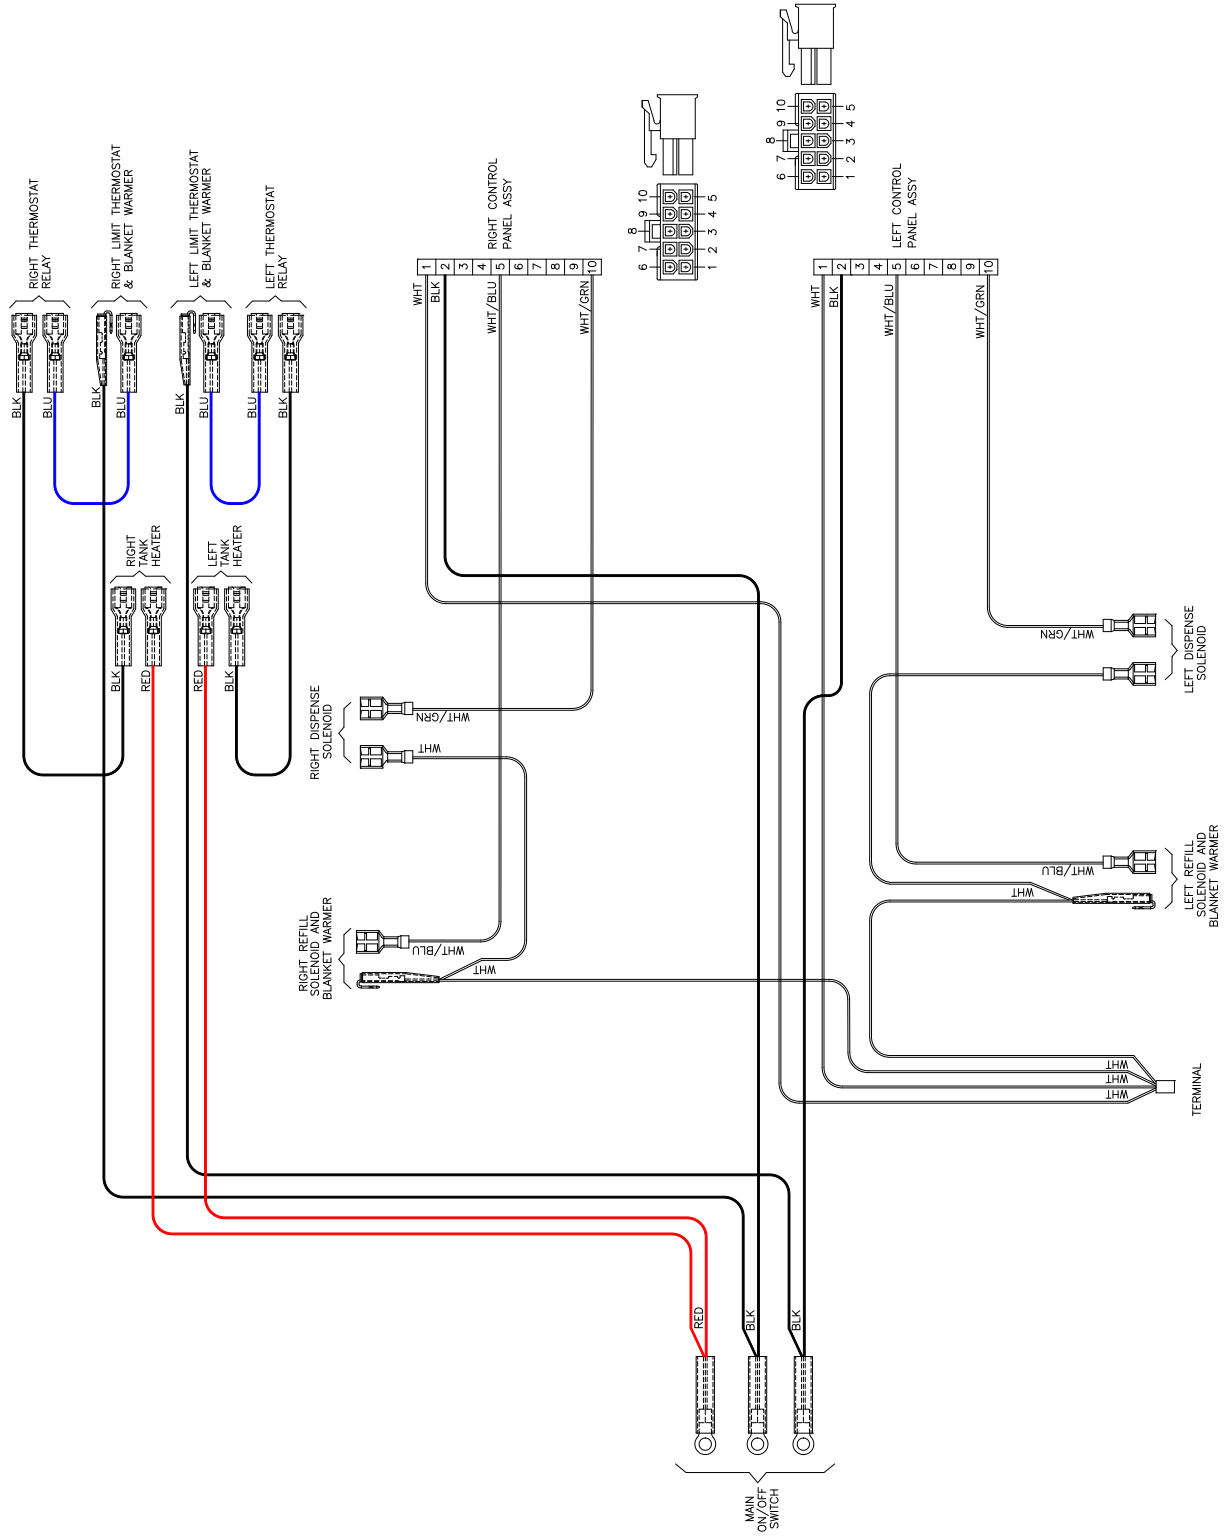 RIGHT THERMOSTAT
RELAY
RIGHT LIMIT THERMOSTAT
& BLANKET WARMER
LEFT LIMIT THERMOSTAT
& BLANKET WARMER
LEFT THERMOSTAT
RELAY
BLK
BLU
BLK
BLU
BLK
BLU
BLU
BLK
RIGHT
TANK
HEATER
LEFT
TANK
HEATER
BLK
RED
RED
BLK
10
9
8
7
6
5
4
3
2
1
10
9
8
7
6
5
4
3
2
1
RIGHT CONTROL
PANEL ASSY
1
2
3
4
5
6
7
8
9
10
WHT
BLK
WHT/BLU
WHT/GRN
LEFT CONTROL
PANEL ASSY
1
2
3
4
5
6
7
8
9
10
WHT
BLK
WHT/BLU
WHT/GRN
RIGHT DISPENSE
SOLENOID
WHT/GRN
WHT
RIGHT REFILL
SOLENOID AND
BLANKET WARMER
WHT/BLU
WHT
LEFT DISPENSE
SOLENOID
WHT/GRN
LEFT REFILL
SOLENOID AND
BLANKET WARMER
WHT/BLU
WHT
WHT
WHT
WHT
TERMINAL
RED
BLK
BLK
MAIN
ON/OFF
SWITCH